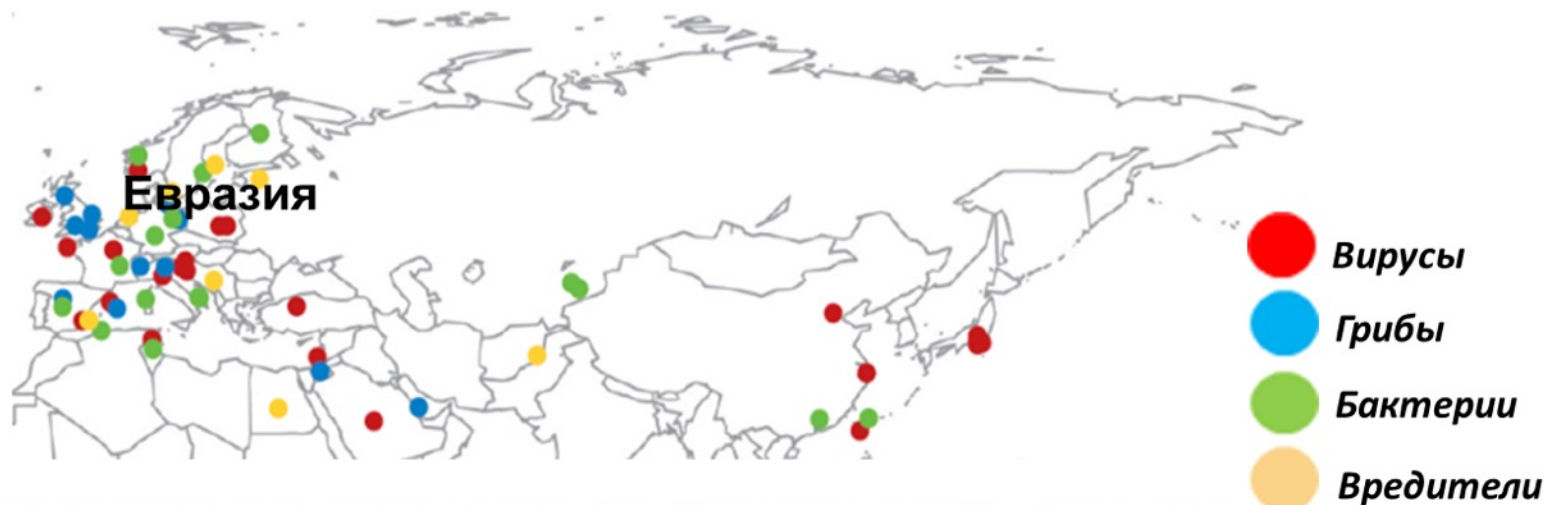 Евразия
Вирусы
Грибы
Бактерии
Вредители